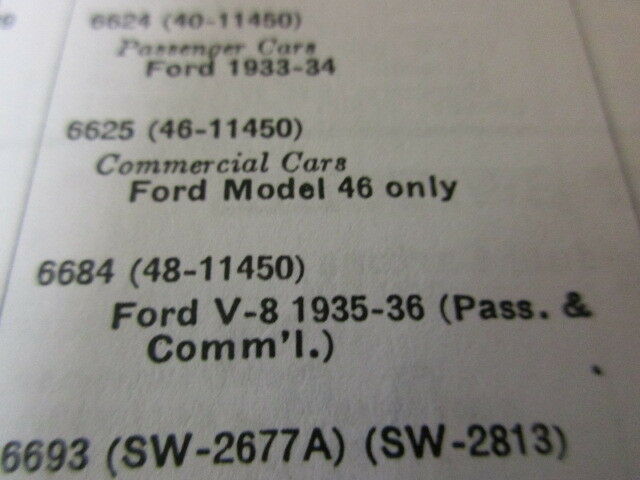 6624 (40-11450)
Passenger Cars
Ford 1933-34
6625 (46-11450)
Commercial Cars
Ford Model 46 only
6684 (48-11450)
Ford V-8 1935-36 (Pass. &
Comm'l.)
6693 (SW-2677A) (SW-2813)